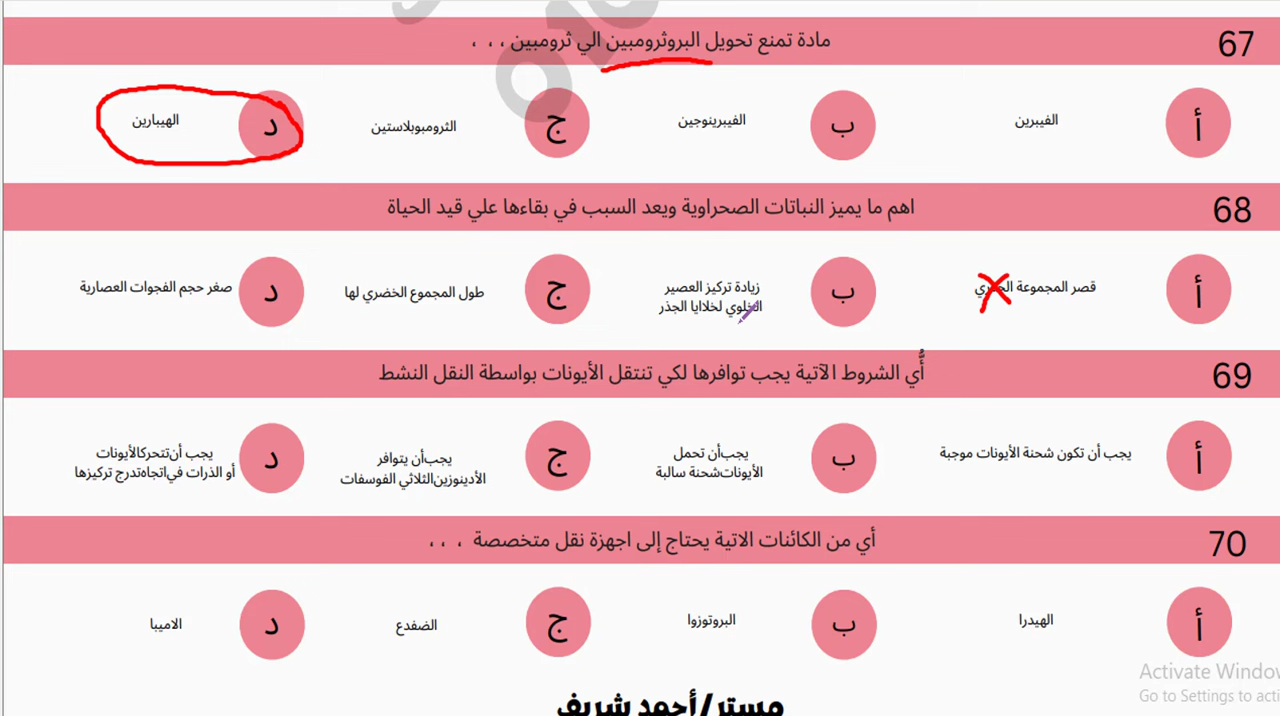 67 مادة تمنع تحويل البروثرومبين الي ثرومبين ، ، ،
أ الفيبرين ب الفيبرينوجين ج الثرومبوبلاستين د الهيبارين
68 اهم ما يميز النباتات الصحراوية ويعد السبب في بقاءها علي قيد الحياة
أ قصر المجموعة الجذري ب زيادة تركيز العصير
الخلوي لخلايا الجذر ج طول المجموع الخضري لها د صغر حجم الفجوات العصارية
69 أُّي الشروط الآتية يجب توافرها لكي تنتقل الأيونات بواسطة النقل النشط
أ يجب أن تكون شحنة الأيونات موجبة ب يجب أن تحمل
الأيونات شحنة سالبة ج يجب أن يتوافر
الأدينوزين الثلاثي الفوسفات د يجب أن تتحرك الأيونات
أو الذرات في اتجاه تدرج تركيزها
70 أي من الكائنات الاتية يحتاج إلى اجهزة نقل متخصصة ، ، ،
أ الهيدرا ب البروتوزوا ج الضفدع د الاميبا
مستر/أحمد شريف
Activate Window
Go to Settings to acti